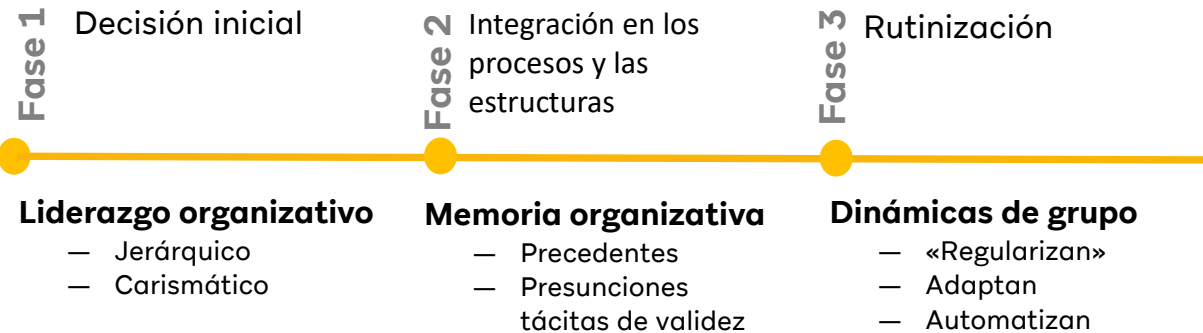 Fase 1
Decisión inicial
Fase 2
Integración en los
procesos y las
estructuras
Fase 3
Rutinización
Liderazgo organizativo
— Jerárquico
— Carismático
Memoria organizativa
— Precedentes
— Presunciones
tácitas de validez
Dinámicas de grupo
— «Regularizan»
— Adaptan
— Automatizan